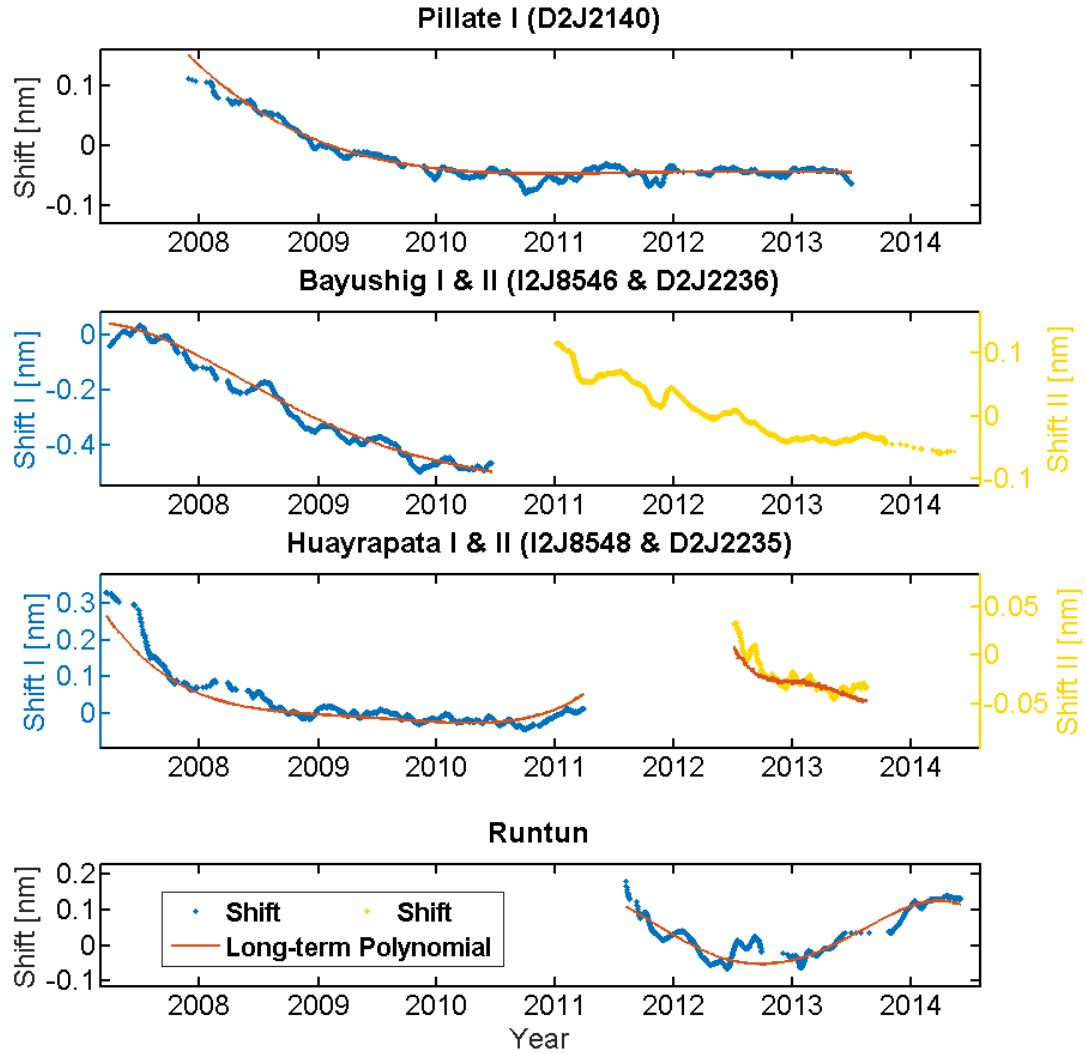 Pillate I (D2J2140)
Shift [nm]
0.1
0
-0.1
2008 2009 2010 2011 2012 2013 2014
Bayushig I & II (I2J8546 & D2J2236)
Shift I [nm]
0
-0.2
-0.4
0.1
0
-0.1
Shift II [nm]
2008 2009 2010 2011 2012 2013 2014
Huayrapata I & II (I2J8548 & D2J2235)
Shift I [nm]
0.3
0.2
0.1
0
0.05
0
-0.05
Shift II [nm]
2008 2009 2010 2011 2012 2013 2014
Runtun
Shift [nm]
0.2
0.1
0
-0.1
Shift Shift
Long-term Polynomial
2008 2009 2010 2011 2012 2013 2014
Year